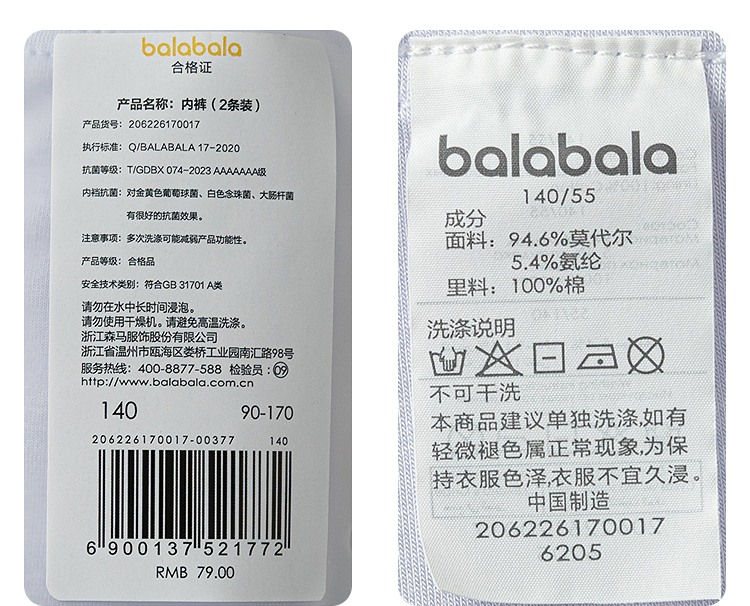 balabala
合格证
产品名称：内裤（2条装）
产品货号：206226170017
执行标准：Q/BALABALA 17-2020
抗菌等级：T/GDBX 074-2023 AAAAAAA级
内裆抗菌：对金黄色葡萄球菌、白色念珠菌、大肠杆菌
有很好的抗菌效果。
注意事项：多次洗涤可能减弱产品功能性。
产品等级：合格品
安全技术类别：符合GB 31701 A类
请勿在水中长时间浸泡。
请勿使用干燥机。请避免高温洗涤。
浙江森马服饰股份有限公司
浙江省温州市瓯海区娄桥工业园南汇路98号
服务热线：400-8877-588 检验员：09
http://www.balabala.com.cn
140 90-170
206226170017-00377 140
6 900137 521772
RMB 79.00
balabala
140/55
成分
面料：94.6%莫代尔
5.4%氨纶
里料：100%棉
洗涤说明
不可干洗
本商品建议单独洗涤,如有
轻微褪色属正常现象,为保
持衣服色泽,衣服不宜久浸。
中国制造
206226170017
6205